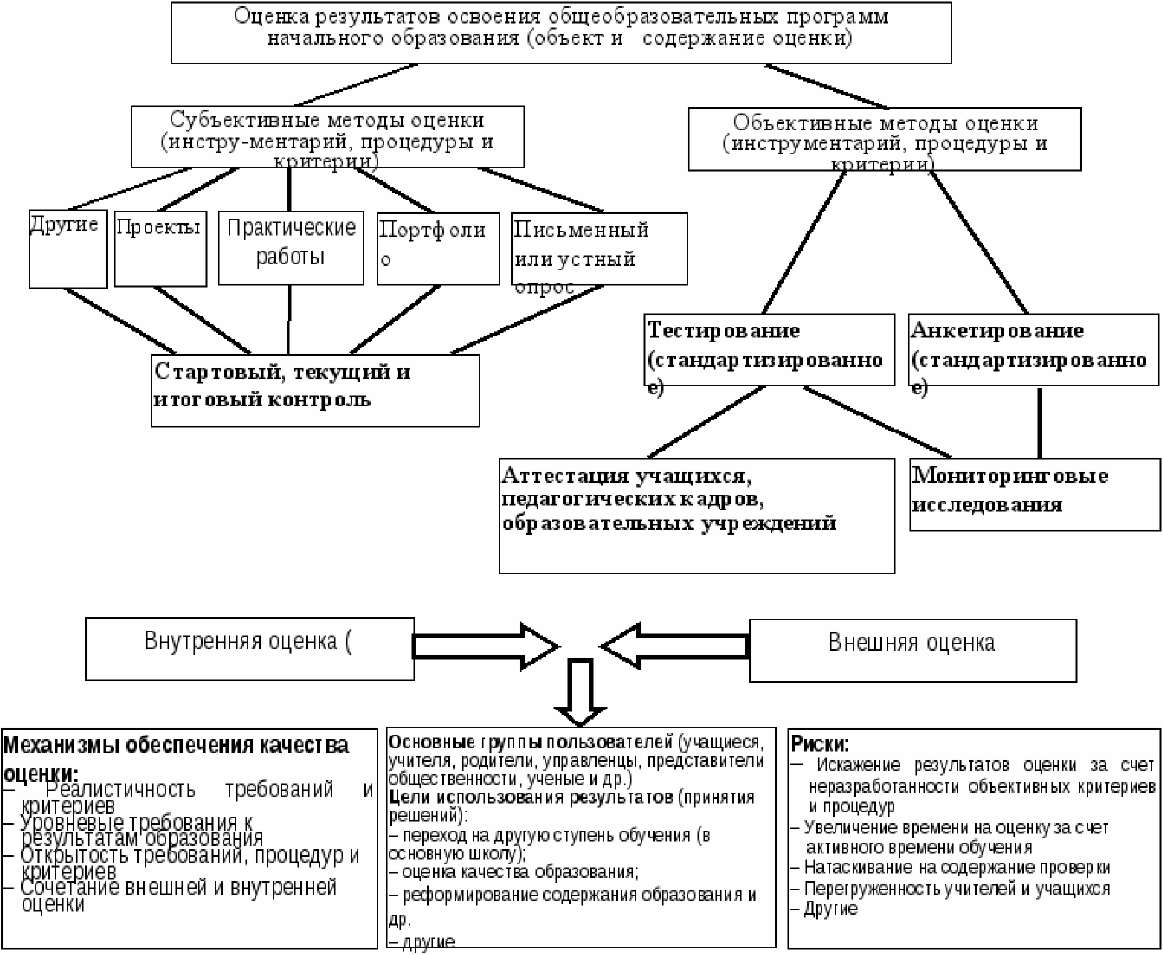 Оценка результатов освоения общеобразовательных программ
начального образования (объект и содержание оценки)
Субъективные методы оценки
(инстру-ментарий, процедуры и
критерии)
Объективные методы оценки
(инструментарий, процедуры и
критерии)
Другие
Проекты
Практические
работы
Портфоли
о
Письменный
или устный
опрос
Тестирование
(стандартизированно
е)
Анкетирование
(стандартизированно
е)
Стартовый, текущий и
итоговый контроль
Аттестация учащихся,
педагогических кадров,
образовательных учреждений
Мониторинговые
исследования
Внутренняя оценка (
Внешняя оценка
Механизмы обеспечения качества
оценки:
– Реалистичность требований и
критериев
– Уровневые требования к
результатам образования
– Открытость требований, процедур и
критериев
– Сочетание внешней и внутренней
оценки
Основные группы пользователей (учащиеся,
учителя, родители, управленцы, представители
общественности, ученые и др.)
Цели использования результатов (принятия
решений):
– переход на другую ступень обучения (в
основную школу);
– оценка качества образования;
– реформирование содержания образования и
др.
– другие
Риски:
– Искажение результатов оценки за счет
неразработанности объективных критериев
и процедур
– Увеличение времени на оценку за счет
активного времени обучения
– Натаскивание на содержание проверки
– Перегруженность учителей и учащихся
– Другие